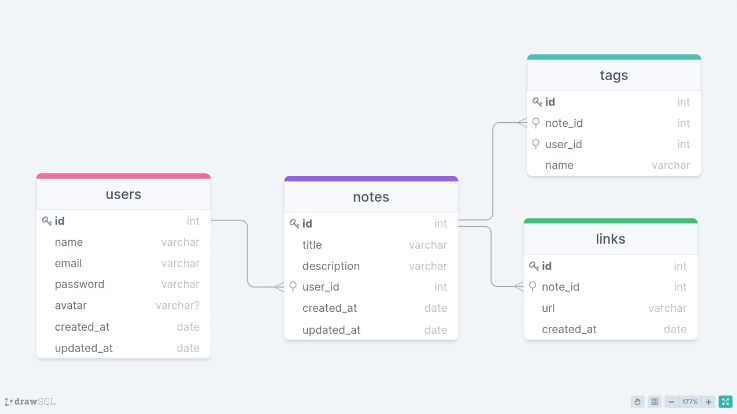 users
id int
name varchar
email varchar
password varchar
avatar varchar?
created_at date
updated_at date
notes
id int
title varchar
description varchar
user_id int
created_at date
updated_at date
tags
id int
note_id int
user_id int
name varchar
links
id int
note_id int
url varchar
created_at date
drawSQL
177%